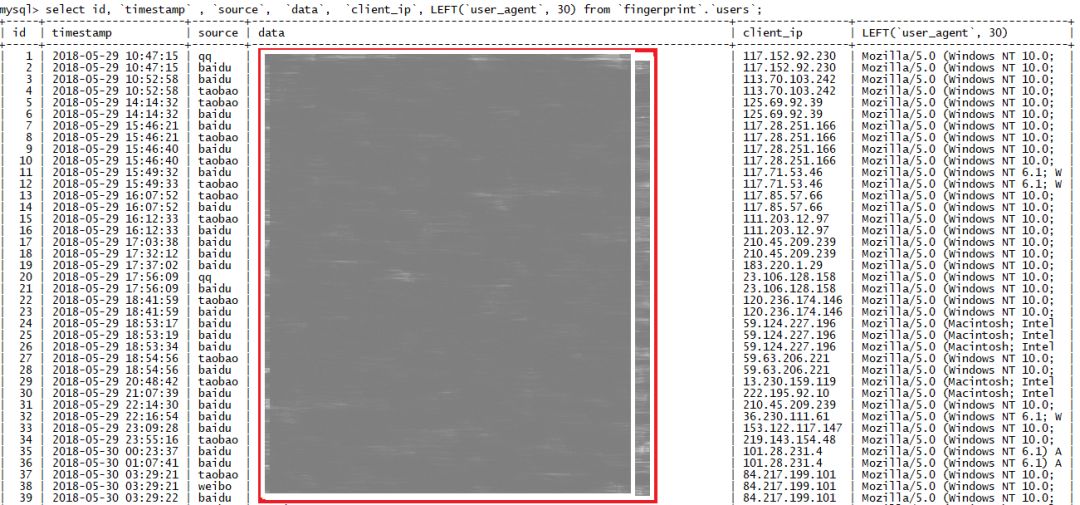 mysql> select id, `timestamp` , `source`, `data`, `client_ip`, LEFT(`user_agent`, 30) from `fingerprint`.`users`;
| id | timestamp | source | data | client_ip | LEFT(`user_agent`, 30) |
| 1 | 2018-05-29 10:47:15 | qq | 117.152.92.230 | Mozilla/5.0 (Windows NT 10.0; |
| 2 | 2018-05-29 10:47:15 | baidu | 117.152.92.230 | Mozilla/5.0 (Windows NT 10.0; |
| 3 | 2018-05-29 10:52:58 | baidu | 113.70.103.242 | Mozilla/5.0 (Windows NT 10.0; |
| 4 | 2018-05-29 10:52:58 | taobao | 113.70.103.242 | Mozilla/5.0 (Windows NT 10.0; |
| 5 | 2018-05-29 14:14:32 | taobao | 125.69.92.39 | Mozilla/5.0 (Windows NT 10.0; |
| 6 | 2018-05-29 14:14:32 | baidu | 125.69.92.39 | Mozilla/5.0 (Windows NT 10.0; |
| 7 | 2018-05-29 15:46:21 | baidu | 117.28.251.166 | Mozilla/5.0 (Windows NT 10.0; |
| 8 | 2018-05-29 15:46:21 | taobao | 117.28.251.166 | Mozilla/5.0 (Windows NT 10.0; |
| 9 | 2018-05-29 15:46:40 | baidu | 117.28.251.166 | Mozilla/5.0 (Windows NT 10.0; |
| 10 | 2018-05-29 15:46:40 | taobao | 117.28.251.166 | Mozilla/5.0 (Windows NT 10.0; |
| 11 | 2018-05-29 15:49:32 | baidu | 117.71.53.46 | Mozilla/5.0 (Windows NT 6.1; W |
| 12 | 2018-05-29 15:49:33 | taobao | 117.71.53.46 | Mozilla/5.0 (Windows NT 6.1; W |
| 13 | 2018-05-29 16:07:52 | taobao | 117.85.57.66 | Mozilla/5.0 (Windows NT 10.0; |
| 14 | 2018-05-29 16:07:52 | baidu | 117.85.57.66 | Mozilla/5.0 (Windows NT 10.0; |
| 15 | 2018-05-29 16:12:33 | taobao | 111.203.12.97 | Mozilla/5.0 (Windows NT 10.0; |
| 16 | 2018-05-29 16:12:33 | baidu | 111.203.12.97 | Mozilla/5.0 (Windows NT 10.0; |
| 17 | 2018-05-29 17:03:38 | baidu | 210.45.209.239 | Mozilla/5.0 (Windows NT 10.0; |
| 18 | 2018-05-29 17:32:12 | baidu | 210.45.209.239 | Mozilla/5.0 (Windows NT 10.0; |
| 19 | 2018-05-29 17:37:02 | baidu | 183.220.1.29 | Mozilla/5.0 (Windows NT 10.0; |
| 20 | 2018-05-29 17:56:09 | qq | 23.106.128.158 | Mozilla/5.0 (Windows NT 10.0; |
| 21 | 2018-05-29 17:56:09 | baidu | 23.106.128.158 | Mozilla/5.0 (Windows NT 10.0; |
| 22 | 2018-05-29 18:41:59 | taobao | 120.236.174.146 | Mozilla/5.0 (Windows NT 10.0; |
| 23 | 2018-05-29 18:41:59 | baidu | 120.236.174.146 | Mozilla/5.0 (Windows NT 10.0; |
| 24 | 2018-05-29 18:53:17 | baidu | 59.124.227.196 | Mozilla/5.0 (Macintosh; Intel |
| 25 | 2018-05-29 18:53:19 | baidu | 59.124.227.196 | Mozilla/5.0 (Macintosh; Intel |
| 26 | 2018-05-29 18:53:34 | baidu | 59.124.227.196 | Mozilla/5.0 (Macintosh; Intel |
| 27 | 2018-05-29 18:54:56 | taobao | 59.63.206.221 | Mozilla/5.0 (Windows NT 10.0; |
| 28 | 2018-05-29 18:54:56 | baidu | 59.63.206.221 | Mozilla/5.0 (Windows NT 10.0; |
| 29 | 2018-05-29 20:48:42 | taobao | 13.230.159.119 | Mozilla/5.0 (Macintosh; Intel |
| 30 | 2018-05-29 21:07:39 | baidu | 222.195.92.10 | Mozilla/5.0 (Macintosh; Intel |
| 31 | 2018-05-29 22:14:30 | baidu | 210.45.209.239 | Mozilla/5.0 (Windows NT 10.0; |
| 32 | 2018-05-29 22:16:54 | baidu | 36.230.111.61 | Mozilla/5.0 (Windows NT 6.1; W |
| 33 | 2018-05-29 23:09:28 | baidu | 153.122.117.147 | Mozilla/5.0 (Windows NT 10.0; |
| 34 | 2018-05-29 23:55:16 | taobao | 219.143.154.48 | Mozilla/5.0 (Windows NT 10.0; |
| 35 | 2018-05-30 00:23:37 | baidu | 101.28.231.4 | Mozilla/5.0 (Windows NT 6.1) A |
| 36 | 2018-05-30 01:07:41 | baidu | 101.28.231.4 | Mozilla/5.0 (Windows NT 6.1) A |
| 37 | 2018-05-30 03:29:21 | taobao | 84.217.199.101 | Mozilla/5.0 (Windows NT 10.0; |
| 38 | 2018-05-30 03:29:21 | weibo | 84.217.199.101 | Mozilla/5.0 (Windows NT 10.0; |
| 39 | 2018-05-30 03:29:22 | baidu | 84.217.199.101 | Mozilla/5.0 (Windows NT 10.0; |